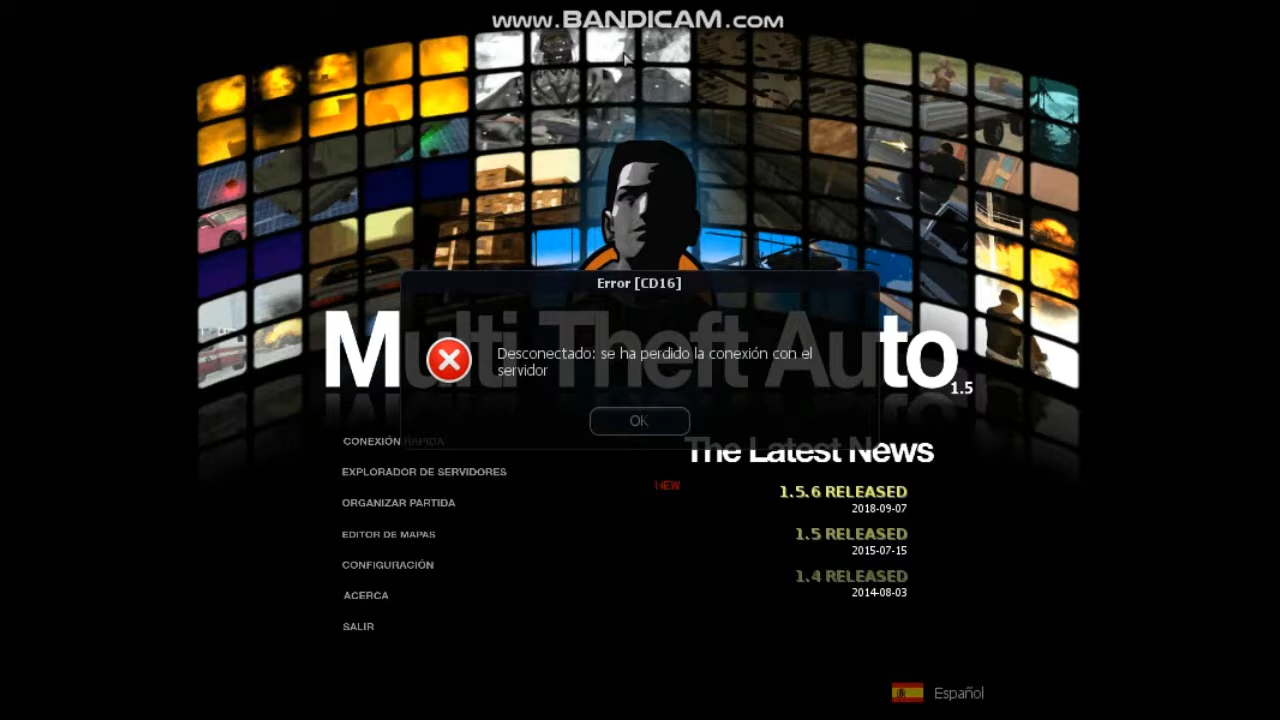 www.BANDICAM.com
Error [CD16]
Multi Theft Auto
1.5
Desconectado: se ha perdido la conexión con el
servidor
OK
CONEXIÓN RÁPIDA
EXPLORADOR DE SERVIDORES
ORGANIZAR PARTIDA
EDITOR DE MAPAS
CONFIGURACIÓN
ACERCA
SALIR
The Latest News
NEW
1.5.6 RELEASED
2018-09-07
1.5 RELEASED
2015-07-15
1.4 RELEASED
2014-08-03
Español